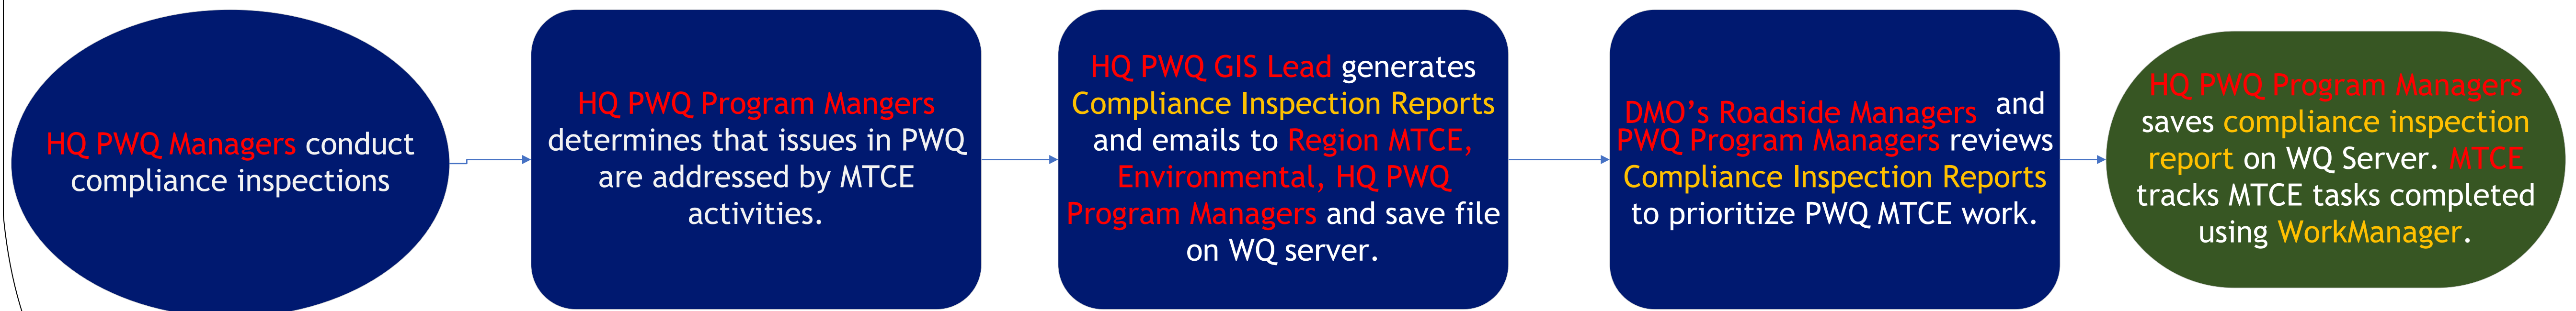 HQ PWQ Managers conduct
compliance inspections
HQ PWQ Program Mangers
determines that issues in PWQ
are addressed by MTCE
activities.
HQ PWQ GIS Lead generates
Compliance Inspection Reports
and emails to Region MTCE,
Environmental, HQ PWQ
Program Managers and save file
on WQ server.
DMO’s Roadside Managers and
PWQ Program Managers reviews
Compliance Inspection Reports
to prioritize PWQ MTCE work.
HQ PWQ Program Managers
saves compliance inspection
report on WQ Server. MTCE
tracks MTCE tasks completed
using WorkManager.